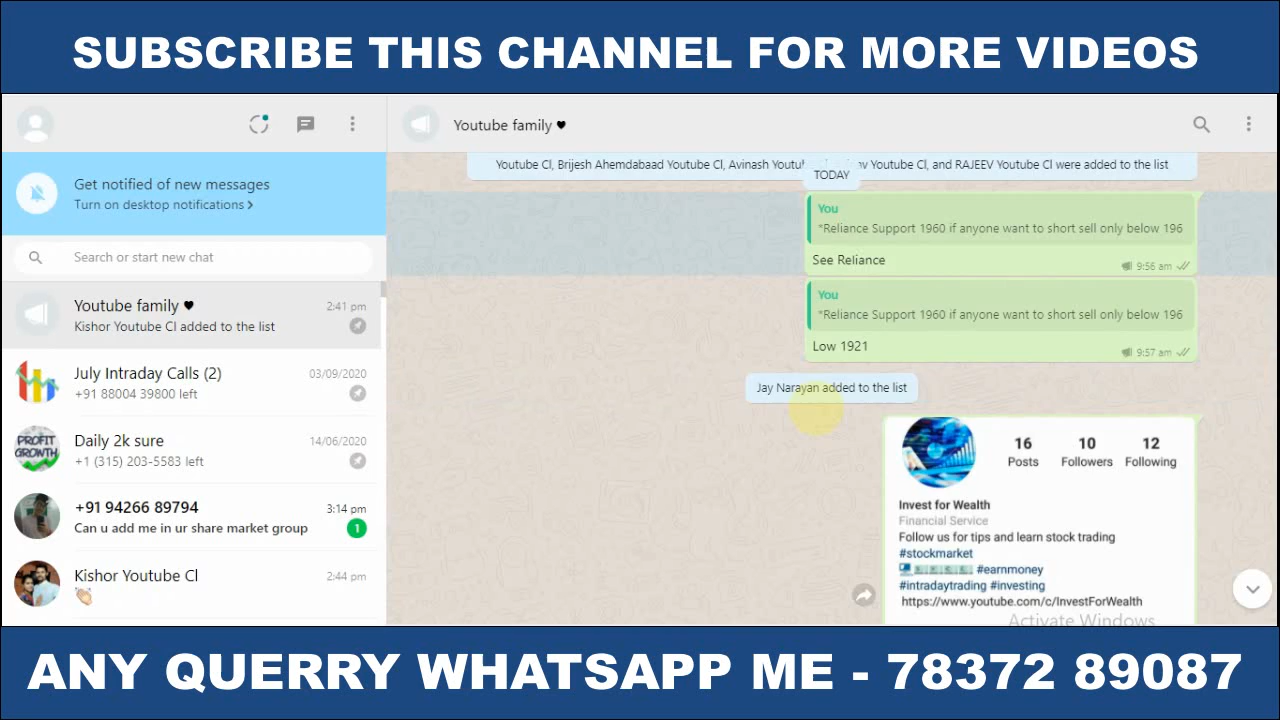 SUBSCRIBE THIS CHANNEL FOR MORE VIDEOS
Youtube family ♥
Get notified of new messages
Turn on desktop notifications >
Search or start new chat
Youtube family ♥
2:41 pm
Kishor Youtube Cl added to the list
July Intraday Calls (2)
03/09/2020
+91 88004 39800 left
PROFIT
GROWTH
Daily 2k sure
14/06/2020
+1 (315) 203-5583 left
+91 94266 89794
3:14 pm
Can u add me in ur share market group
1
Kishor Youtube Cl
2:44 pm
Youtube Cl, Brijesh Ahemdabaad Youtube Cl, Avinash Youtu Youtube Cl, and RAJEEV Youtube Cl were added to the list
TODAY
You
*Reliance Support 1960 if anyone want to short sell only below 196
See Reliance
9:56 am
You
*Reliance Support 1960 if anyone want to short sell only below 196
Low 1921
9:57 am
Jay Narayan added to the list
16 10 12
Posts Followers Following
Invest for Wealth
Financial Service
Follow us for tips and learn stock trading
#stockmarket
#earnmoney
#intradaytrading #investing
https://www.youtube.com/c/InvestForWealth
Activate Windows
ANY QUERRY WHATSAPP ME - 78372 89087